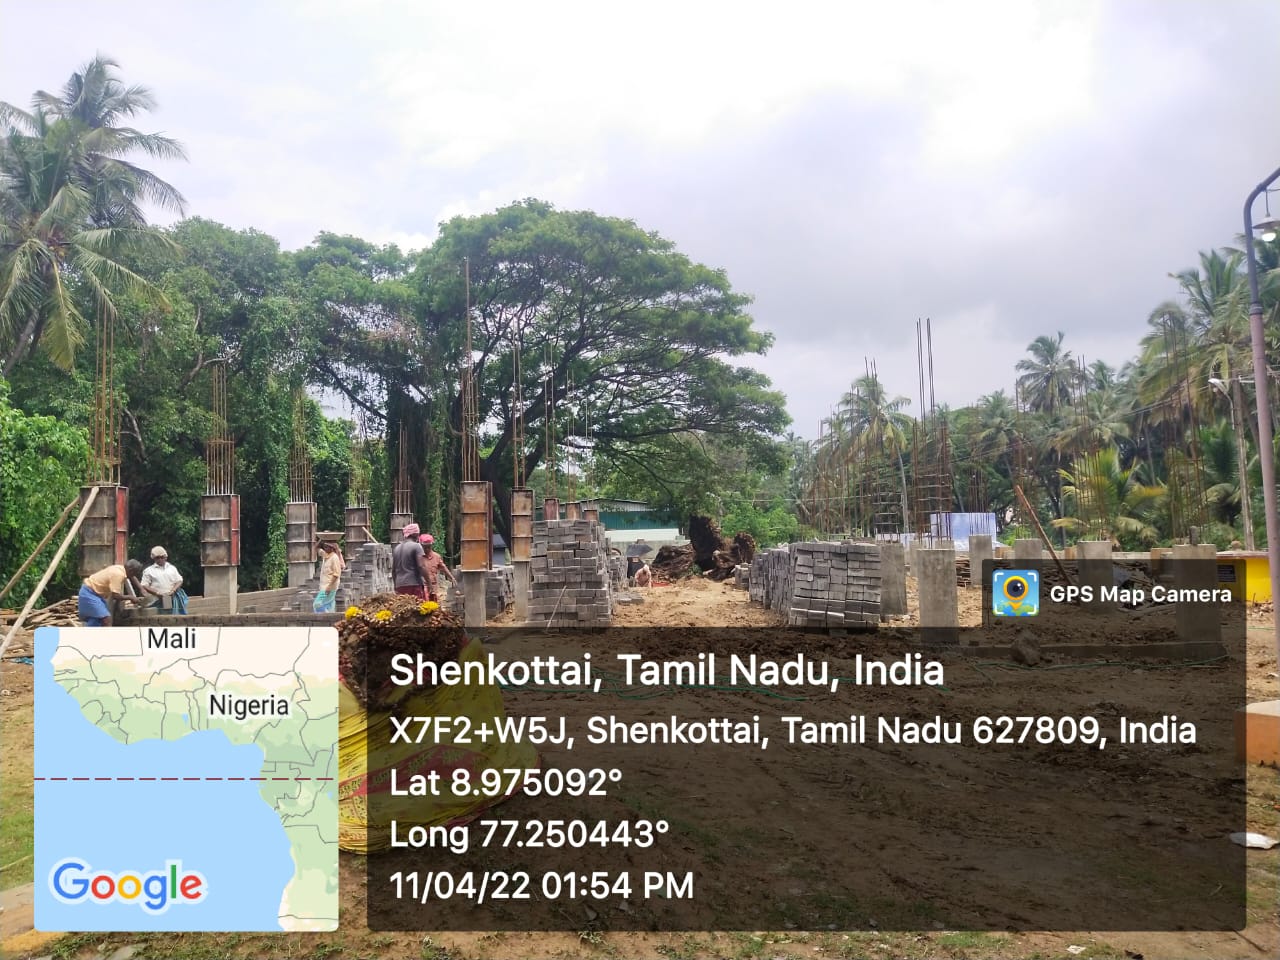 GPS Map Camera
Mali
Nigeria
Google
Shenkottai, Tamil Nadu, India
X7F2+W5J, Shenkottai, Tamil Nadu 627809, India
Lat 8.975092°
Long 77.250443°
11/04/22 01:54 PM